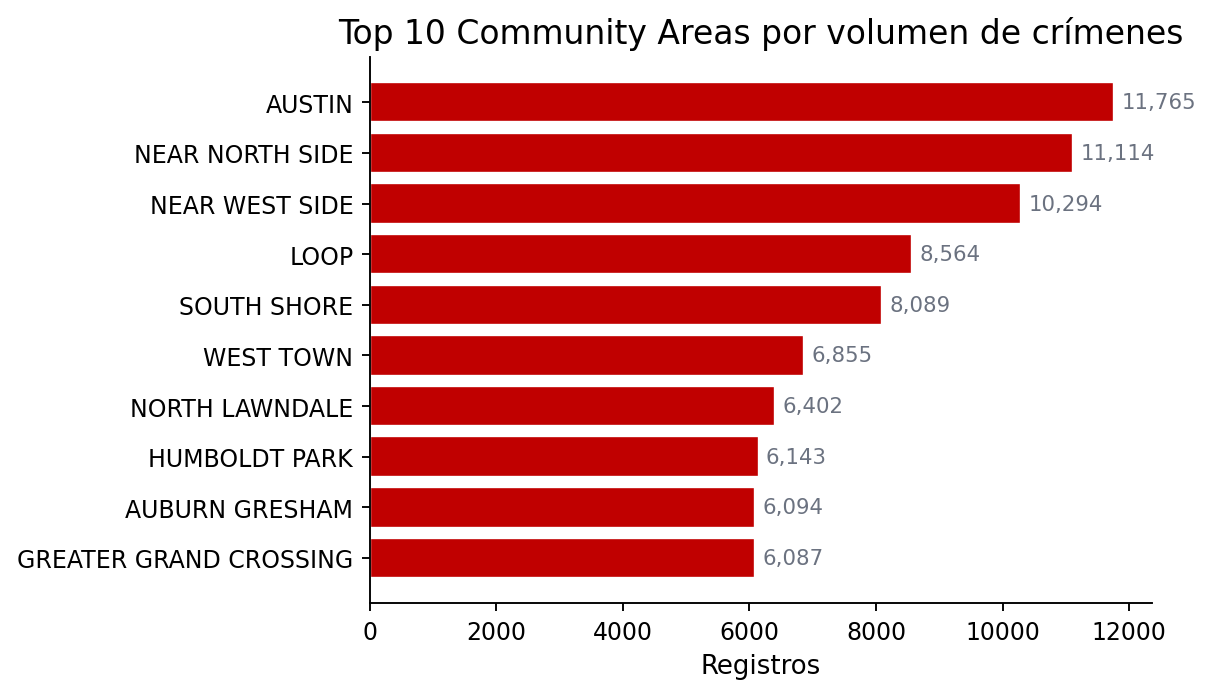 Top 10 Community Areas por volumen de crímenes
AUSTIN 11,765
NEAR NORTH SIDE 11,114
NEAR WEST SIDE 10,294
LOOP 8,564
SOUTH SHORE 8,089
WEST TOWN 6,855
NORTH LAWNDALE 6,402
HUMBOLDT PARK 6,143
AUBURN GRESHAM 6,094
GREATER GRAND CROSSING 6,087
0 2000 4000 6000 8000 10000 12000
Registros